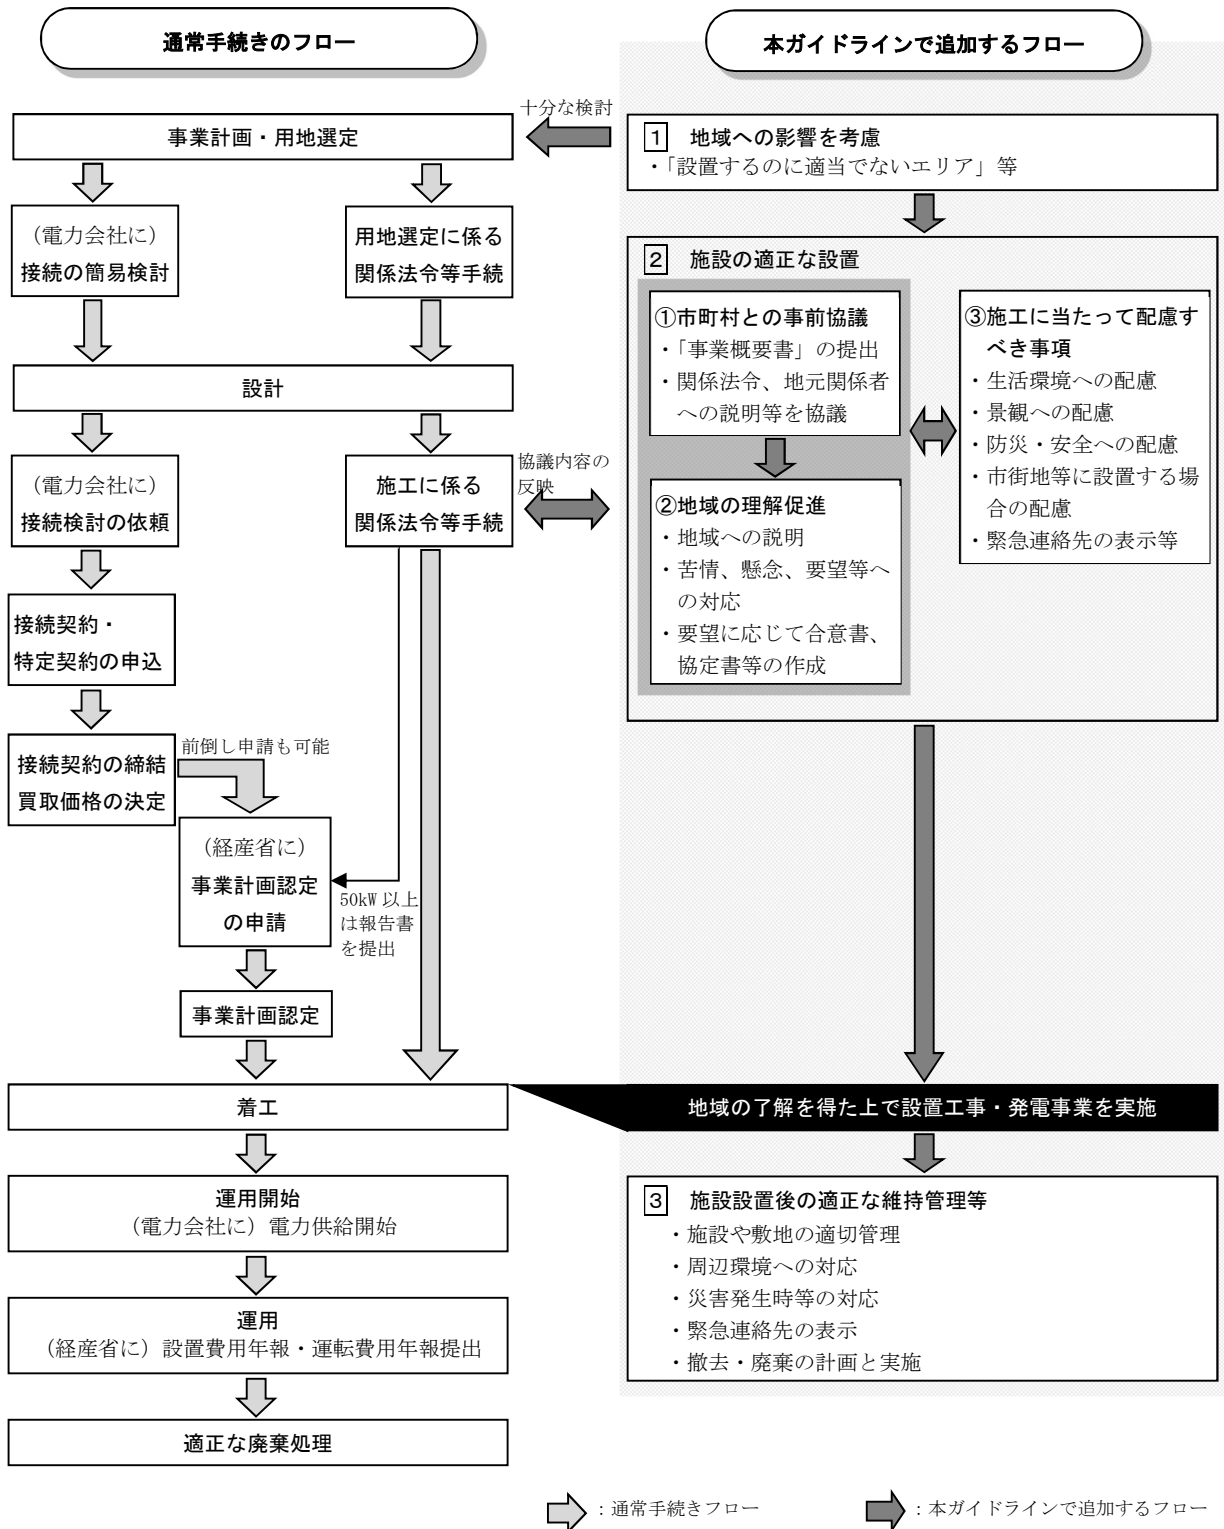 通常手続きのフロー
本ガイドラインで追加するフロー
事業計画・用地選定
十分な検討
1 地域への影響を考慮
・「設置するのに適当でないエリア」等
（電力会社に）
接続の簡易検討
用地選定に係る
関係法令等手続
設計
（電力会社に）
接続検討の依頼
施工に係る
関係法令等手続
協議内容の
反映
2 施設の適正な設置
①市町村との事前協議
・「事業概要書」の提出
・関係法令、地元関係者
への説明等を協議
②地域の理解促進
・地域への説明
・苦情、懸念、要望等へ
の対応
・要望に応じて合意書、
協定書等の作成
③施工に当たって配慮す
べき事項
・生活環境への配慮
・景観への配慮
・防災・安全への配慮
・市街地等に設置する場
合の配慮
・緊急連絡先の表示等
接続契約・
特定契約の申込
接続契約の締結
買取価格の決定
前倒し申請も可能
（経産省に）
事業計画認定
の申請
50kW 以上
は報告書
を提出
事業計画認定
着工
地域の了解を得た上で設置工事・発電事業を実施
運用開始
（電力会社に）電力供給開始
運用
（経産省に）設置費用年報・運転費用年報提出
適正な廃棄処理
3 施設設置後の適正な維持管理等
・施設や敷地の適切管理
・周辺環境への対応
・災害発生時等の対応
・緊急連絡先の表示
・撤去・廃棄の計画と実施
：通常手続きフロー
：本ガイドラインで追加するフロー